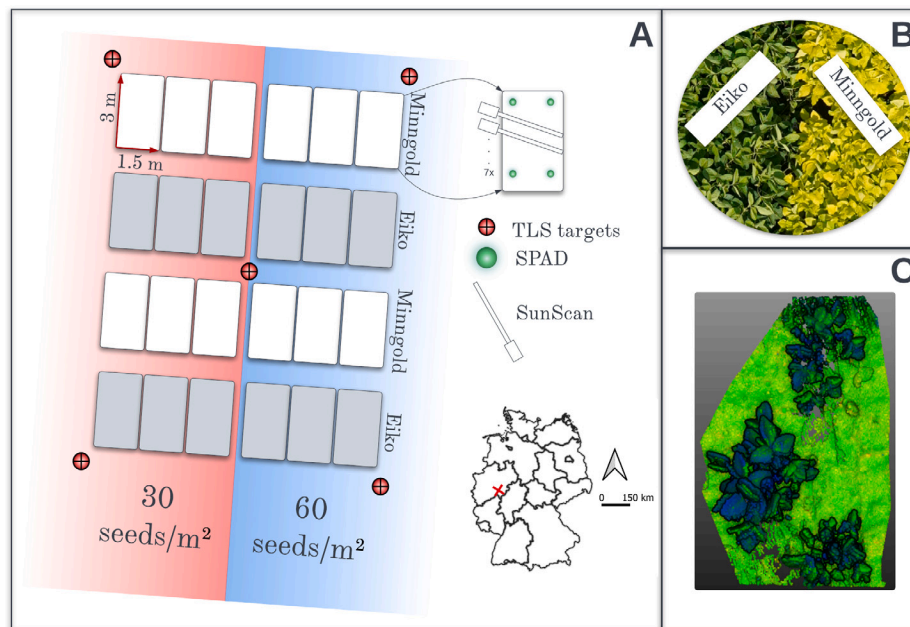 A
3 m
1.5 m
Minngold
Eiko
Minngold
Eiko
7x
TLS targets
SPAD
SunScan
0 150 km
30
seeds/m²
60
seeds/m²
B
Eiko
Minngold
C